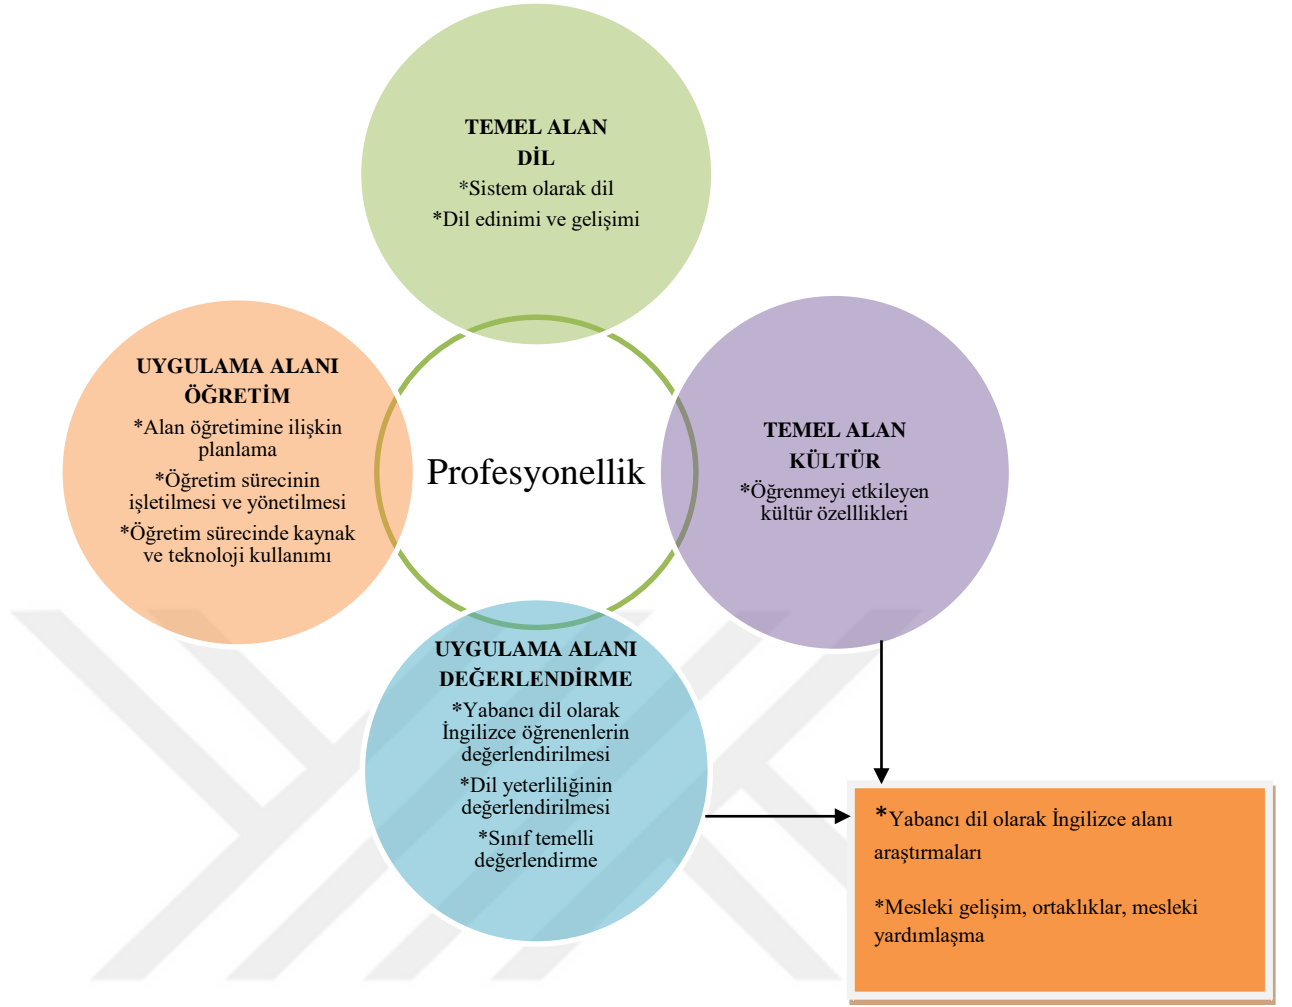 TEMEL ALAN
DİL
*Sistem olarak dil
*Dil edinimi ve gelişimi
UYGULAMA ALANI
ÖĞRETİM
*Alan öğretimine ilişkin
planlama
*Öğretim sürecinin
işletilmesi ve yönetilmesi
*Öğretim sürecinde kaynak
ve teknoloji kullanımı
Profesyonellik
TEMEL ALAN
KÜLTÜR
*Öğrenmeyi etkileyen
kültür özelllikleri
UYGULAMA ALANI
DEĞERLENDİRME
*Yabancı dil olarak
İngilizce öğrenenlerin
değerlendirilmesi
*Dil yeterliliğinin
değerlendirilmesi
*Sınıf temelli
değerlendirme
*Yabancı dil olarak İngilizce alanı
araştırmaları
*Mesleki gelişim, ortaklıklar, mesleki
yardımlaşma